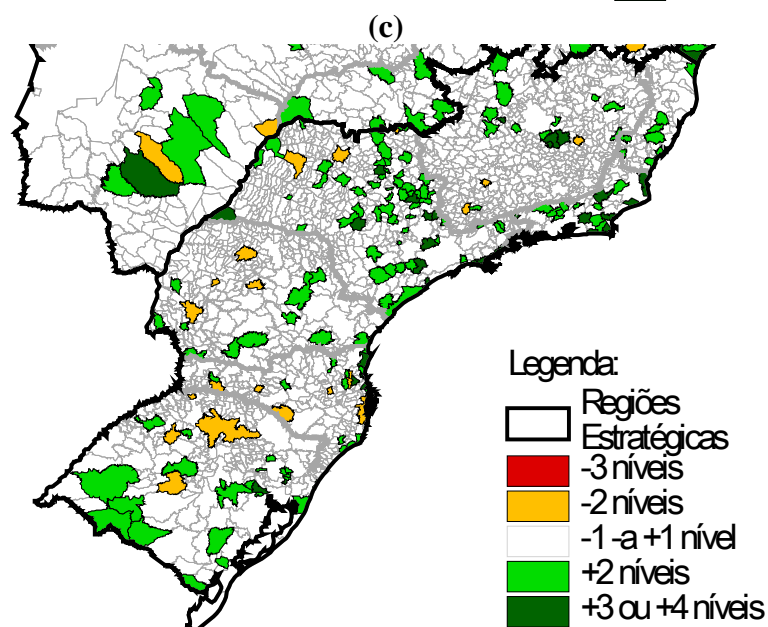 (c)
Legenda:
Regiões
Estratégicas
-3 níveis
-2 níveis
-1 -a +1 nível
+2 níveis
+3 ou +4 níveis